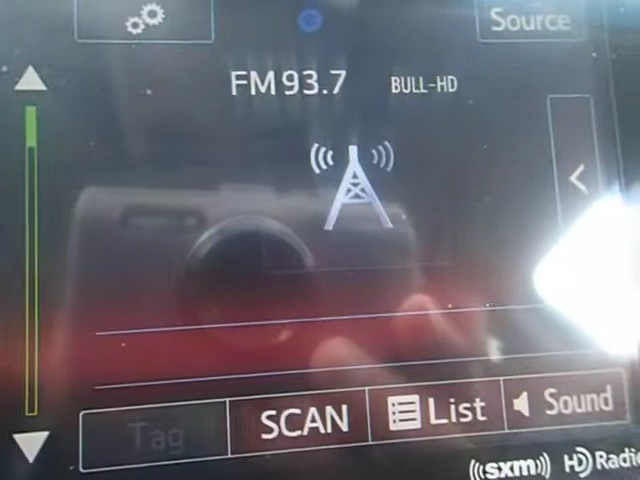 Source
FM 93.7 BULL-HD
Tag SCAN List Sound
((sxm)) HD Radio